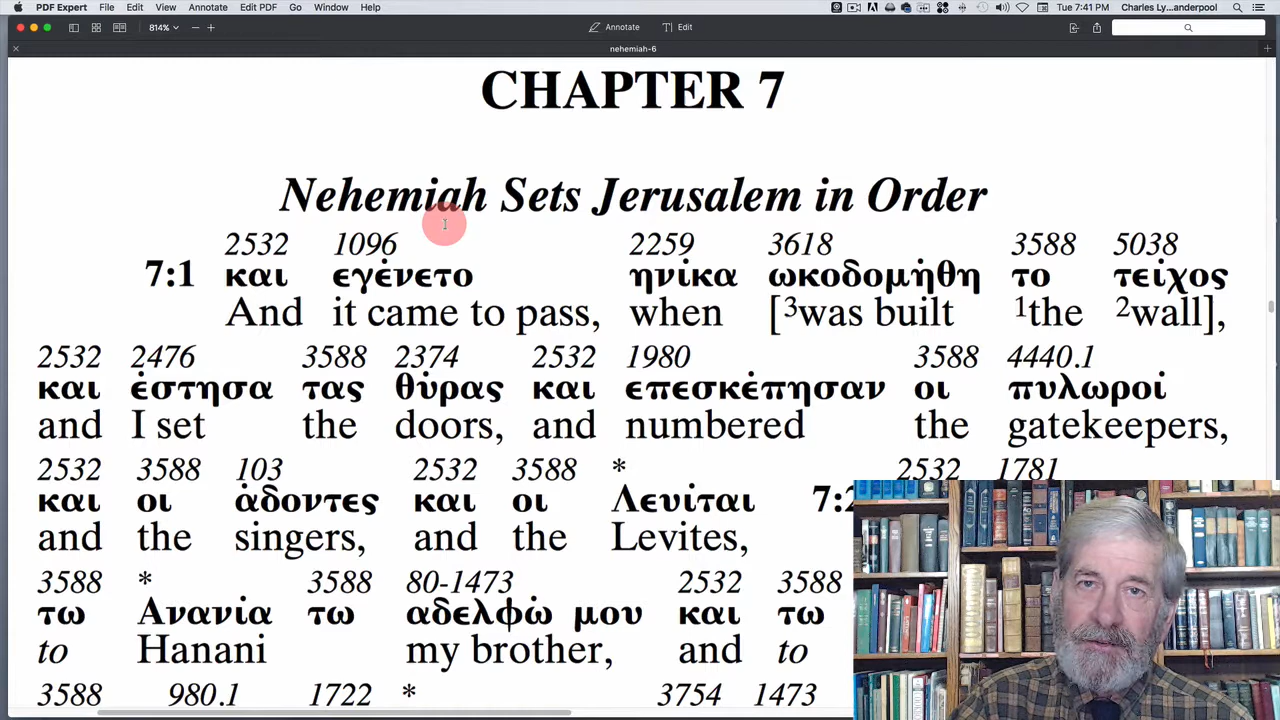 PDF Expert File Edit View Annotate Edit PDF Go Window Help Tue 7:41 PM Charles Ly...anderpool
814% Annotate Edit
nehemiah-6
CHAPTER 7
Nehemiah Sets Jerusalem in Order
2532 1096 2259 3618 3588 5038
7:1 και εγένετο ηνίκα ωκοδομήθη το τείχος
And it came to pass, when [³was built ¹the ²wall],
2532 2476 3588 2374 2532 1980 3588 4440.1
και έστησα τας θύρας και επεσκέπησαν οι πυλωροί
and I set the doors, and numbered the gatekeepers,
2532 3588 103 2532 3588 * 2532 1781
και οι άδοντες και οι Λευίται
and the singers, and the Levites,
3588 * 3588 80-1473 2532 3588
τω Ανανία τω αδελφώ μου και τω
to Hanani my brother, and to
3588 980.1 1722 * 3754 1473